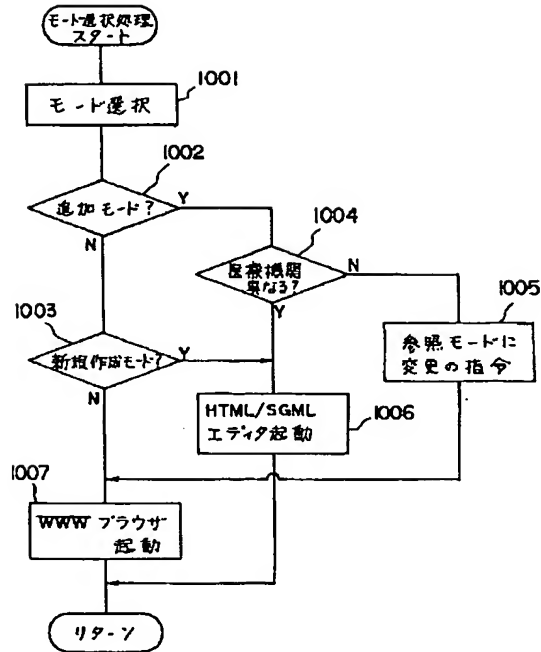 モード選択処理
スタート
1001
モード選択
1002
追加モード?
Y
N
1004
医療機関
異なる?
N
Y
1005
参照モードに
変更の指令
1003
新規作成モード?
Y
N
HTML/SGML
エディタ起動
1006
1007
WWW ブラウザ
起動
リターン